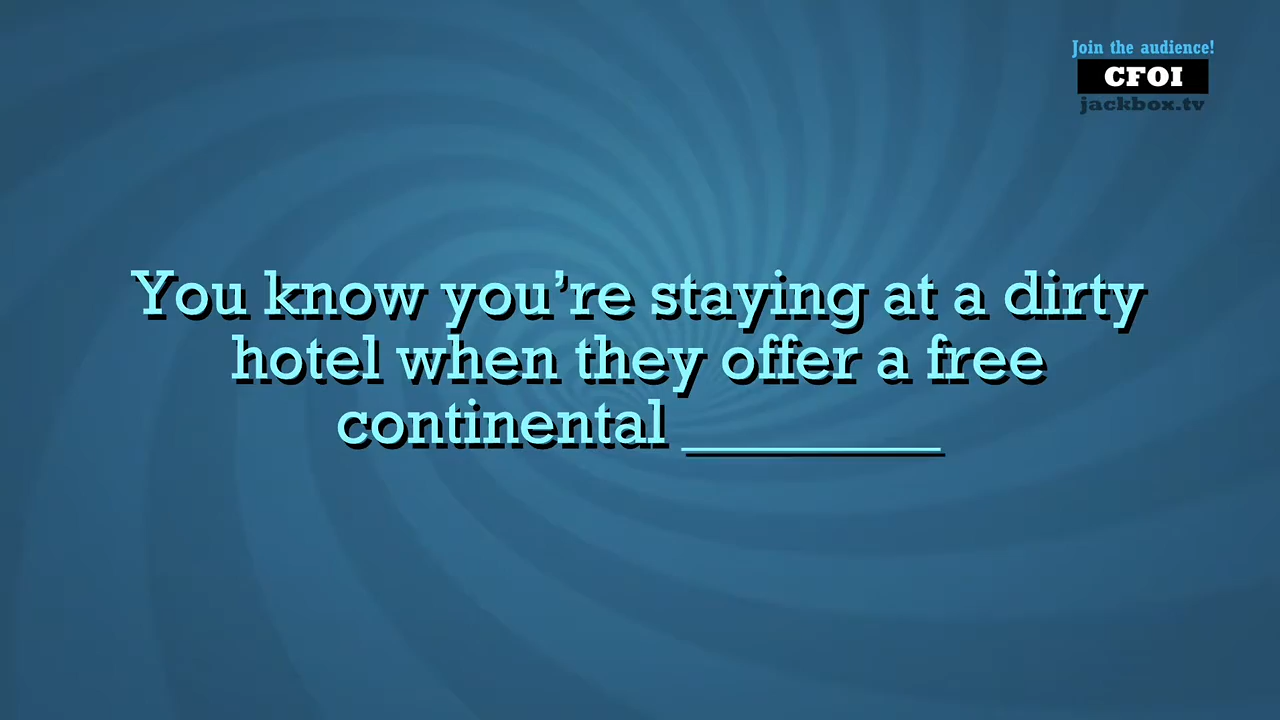 Join the audience!
CFOI
jackbox.tv
You know you’re staying at a dirty
hotel when they offer a free
continental _________